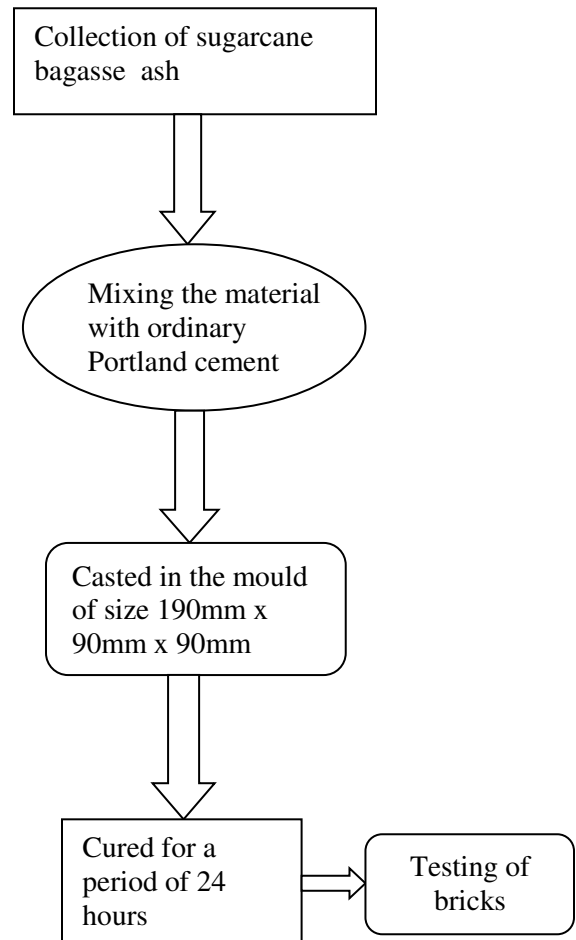 Collection of sugarcane
bagasse ash
Mixing the material
with ordinary
Portland cement
Casted in the mould
of size 190mm x
90mm x 90mm
Cured for a
period of 24
hours
Testing of
bricks